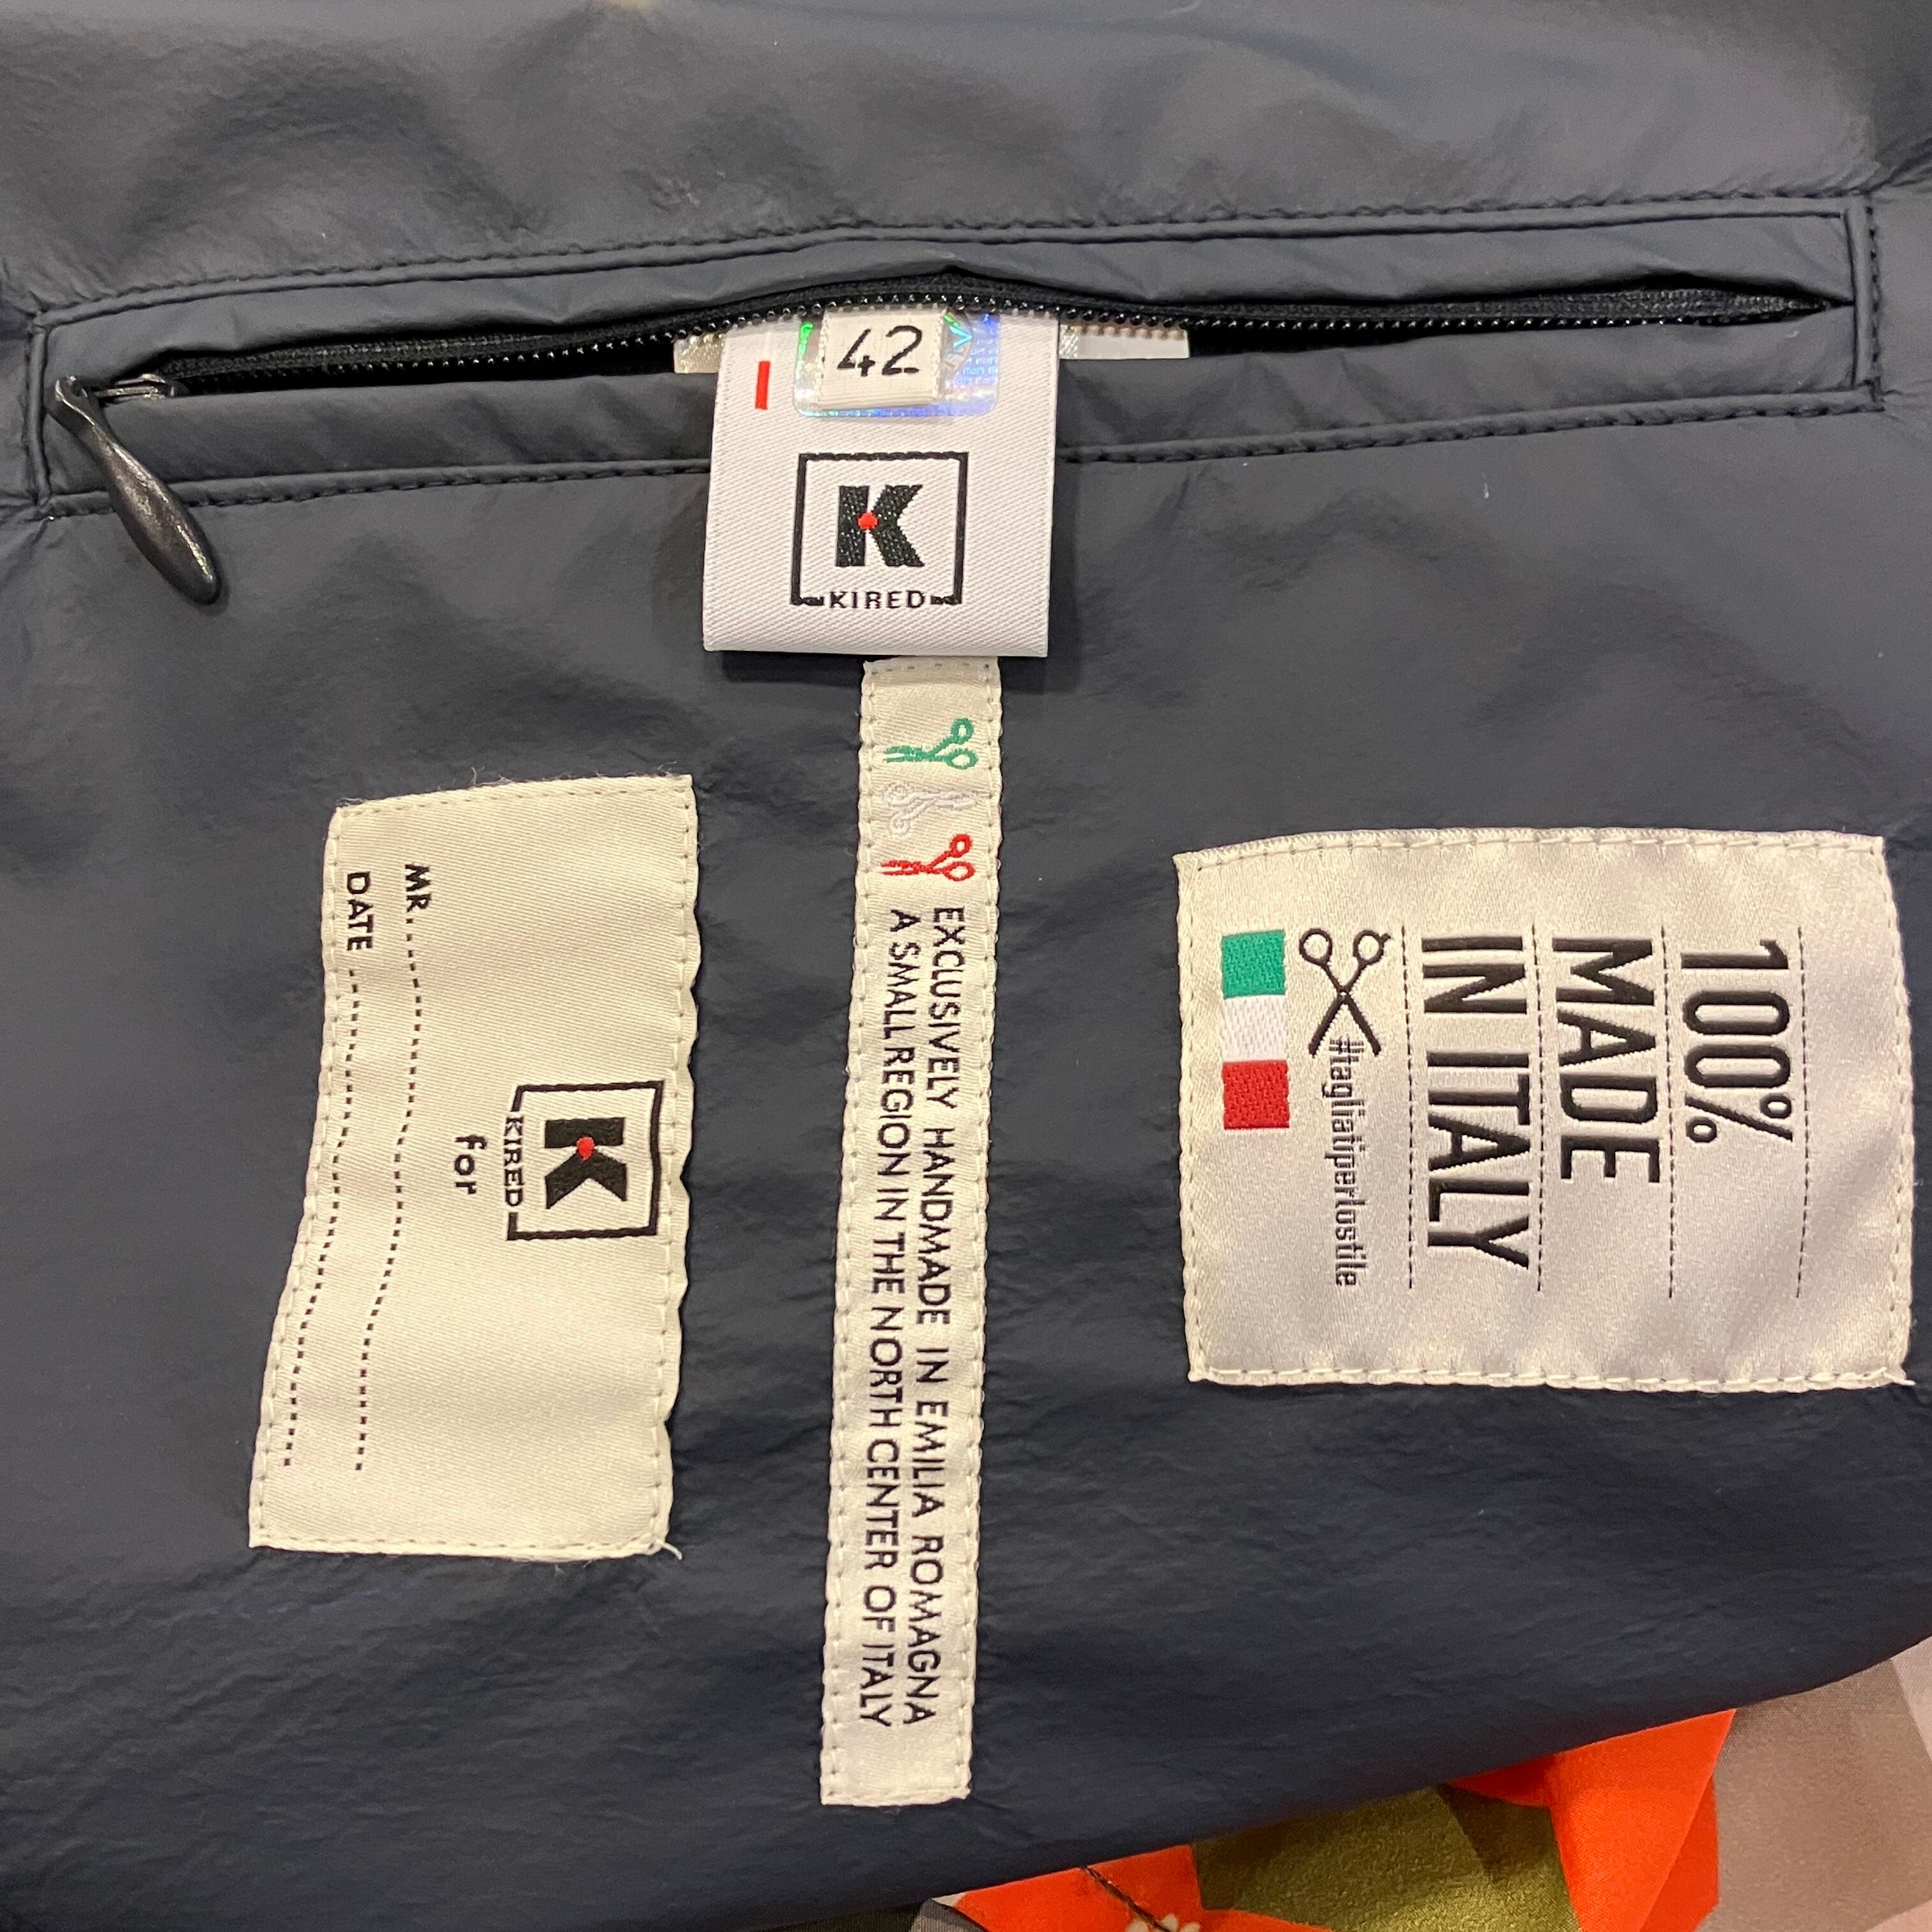 42
K
KIRED
EXCLUSIVELY HANDMADE IN EMILIA ROMAGNA
A SMALL REGION IN THE NORTH CENTER OF ITALY
K
KIRED
for
MR.
DATE
100%
MADE
IN ITALY
#tagliatiperlostile